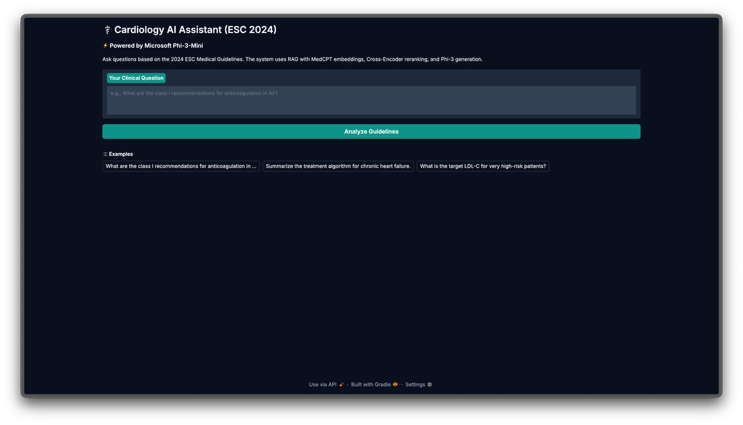 ⚕ Cardiology AI Assistant (ESC 2024)
⚡ Powered by Microsoft Phi-3-Mini
Ask questions based on the 2024 ESC Medical Guidelines. The system uses RAG with MedCPT embeddings, Cross-Encoder reranking, and Phi-3 generation.
Your Clinical Question
e.g., What are the class I recommendations for anticoagulation in AF?
Analyze Guidelines
Examples
What are the class I recommendations for anticoagulation in ... Summarize the treatment algorithm for chronic heart failure. What is the target LDL-C for very high-risk patients?
Use via API · Built with Gradio · Settings